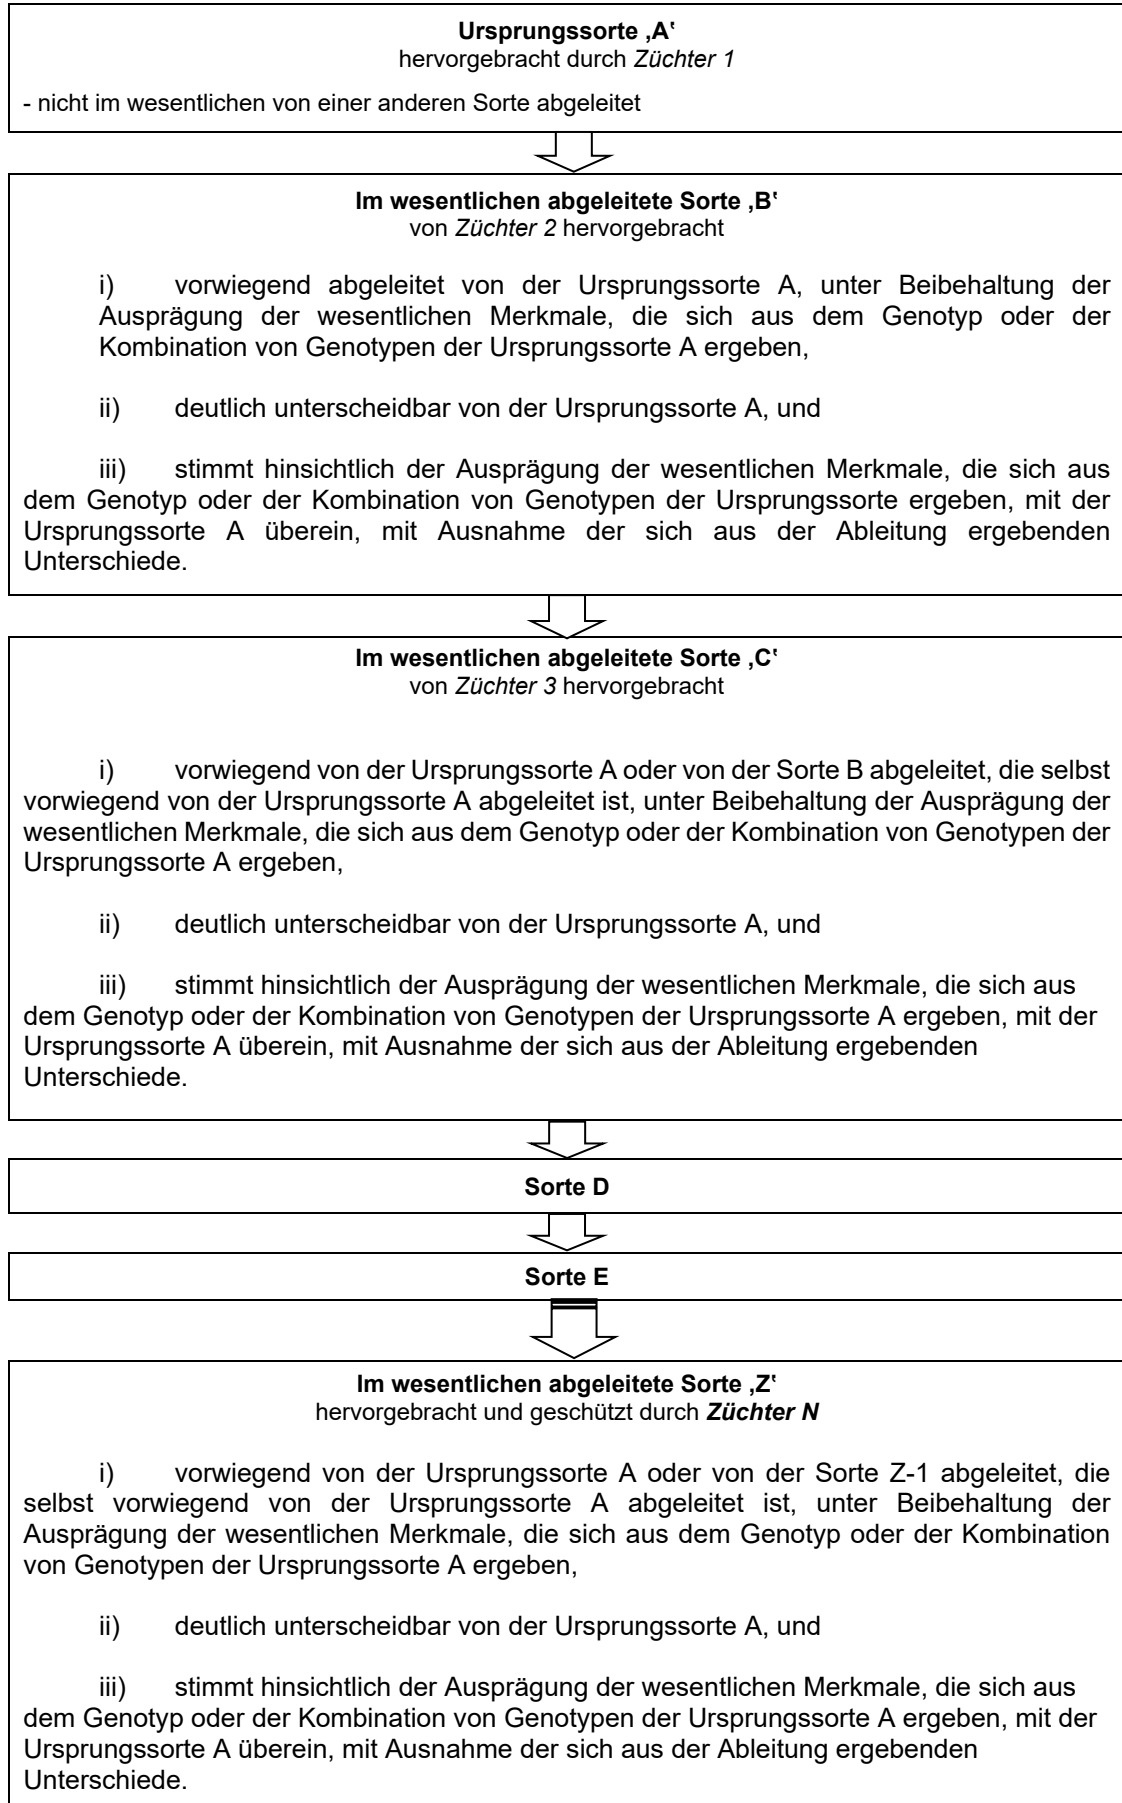 Ursprungssorte ‚A‛
hervorgebracht durch Züchter 1
- nicht im wesentlichen von einer anderen Sorte abgeleitet
Im wesentlichen abgeleitete Sorte ‚B‛
von Züchter 2 hervorgebracht
i) vorwiegend abgeleitet von der Ursprungssorte A, unter Beibehaltung der
Ausprägung der wesentlichen Merkmale, die sich aus dem Genotyp oder der
Kombination von Genotypen der Ursprungssorte A ergeben,
ii) deutlich unterscheidbar von der Ursprungssorte A, und
iii) stimmt hinsichtlich der Ausprägung der wesentlichen Merkmale, die sich aus
dem Genotyp oder der Kombination von Genotypen der Ursprungssorte ergeben, mit der
Ursprungssorte A überein, mit Ausnahme der sich aus der Ableitung ergebenden
Unterschiede.
Im wesentlichen abgeleitete Sorte ‚C‛
von Züchter 3 hervorgebracht
i) vorwiegend von der Ursprungssorte A oder von der Sorte B abgeleitet, die selbst
vorwiegend von der Ursprungssorte A abgeleitet ist, unter Beibehaltung der Ausprägung der
wesentlichen Merkmale, die sich aus dem Genotyp oder der Kombination von Genotypen der
Ursprungssorte A ergeben,
ii) deutlich unterscheidbar von der Ursprungssorte A, und
iii) stimmt hinsichtlich der Ausprägung der wesentlichen Merkmale, die sich aus
dem Genotyp oder der Kombination von Genotypen der Ursprungssorte A ergeben, mit der
Ursprungssorte A überein, mit Ausnahme der sich aus der Ableitung ergebenden
Unterschiede.
Sorte D
Sorte E
Im wesentlichen abgeleitete Sorte ‚Z‛
hervorgebracht und geschützt durch Züchter N
i) vorwiegend von der Ursprungssorte A oder von der Sorte Z-1 abgeleitet, die
selbst vorwiegend von der Ursprungssorte A abgeleitet ist, unter Beibehaltung der
Ausprägung der wesentlichen Merkmale, die sich aus dem Genotyp oder der Kombination
von Genotypen der Ursprungssorte A ergeben,
ii) deutlich unterscheidbar von der Ursprungssorte A, und
iii) stimmt hinsichtlich der Ausprägung der wesentlichen Merkmale, die sich aus
dem Genotyp oder der Kombination von Genotypen der Ursprungssorte A ergeben, mit der
Ursprungssorte A überein, mit Ausnahme der sich aus der Ableitung ergebenden
Unterschiede.